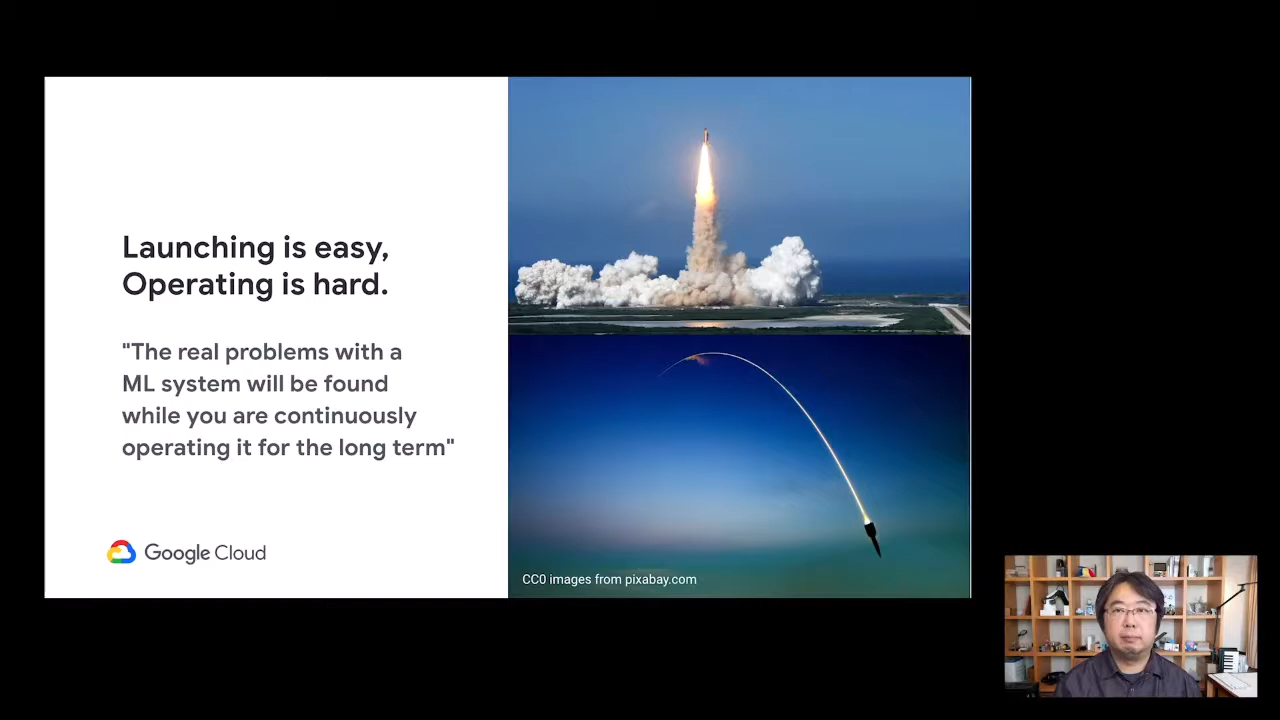 Launching is easy,
Operating is hard.
"The real problems with a
ML system will be found
while you are continuously
operating it for the long term"
Google Cloud
CC0 images from pixabay.com